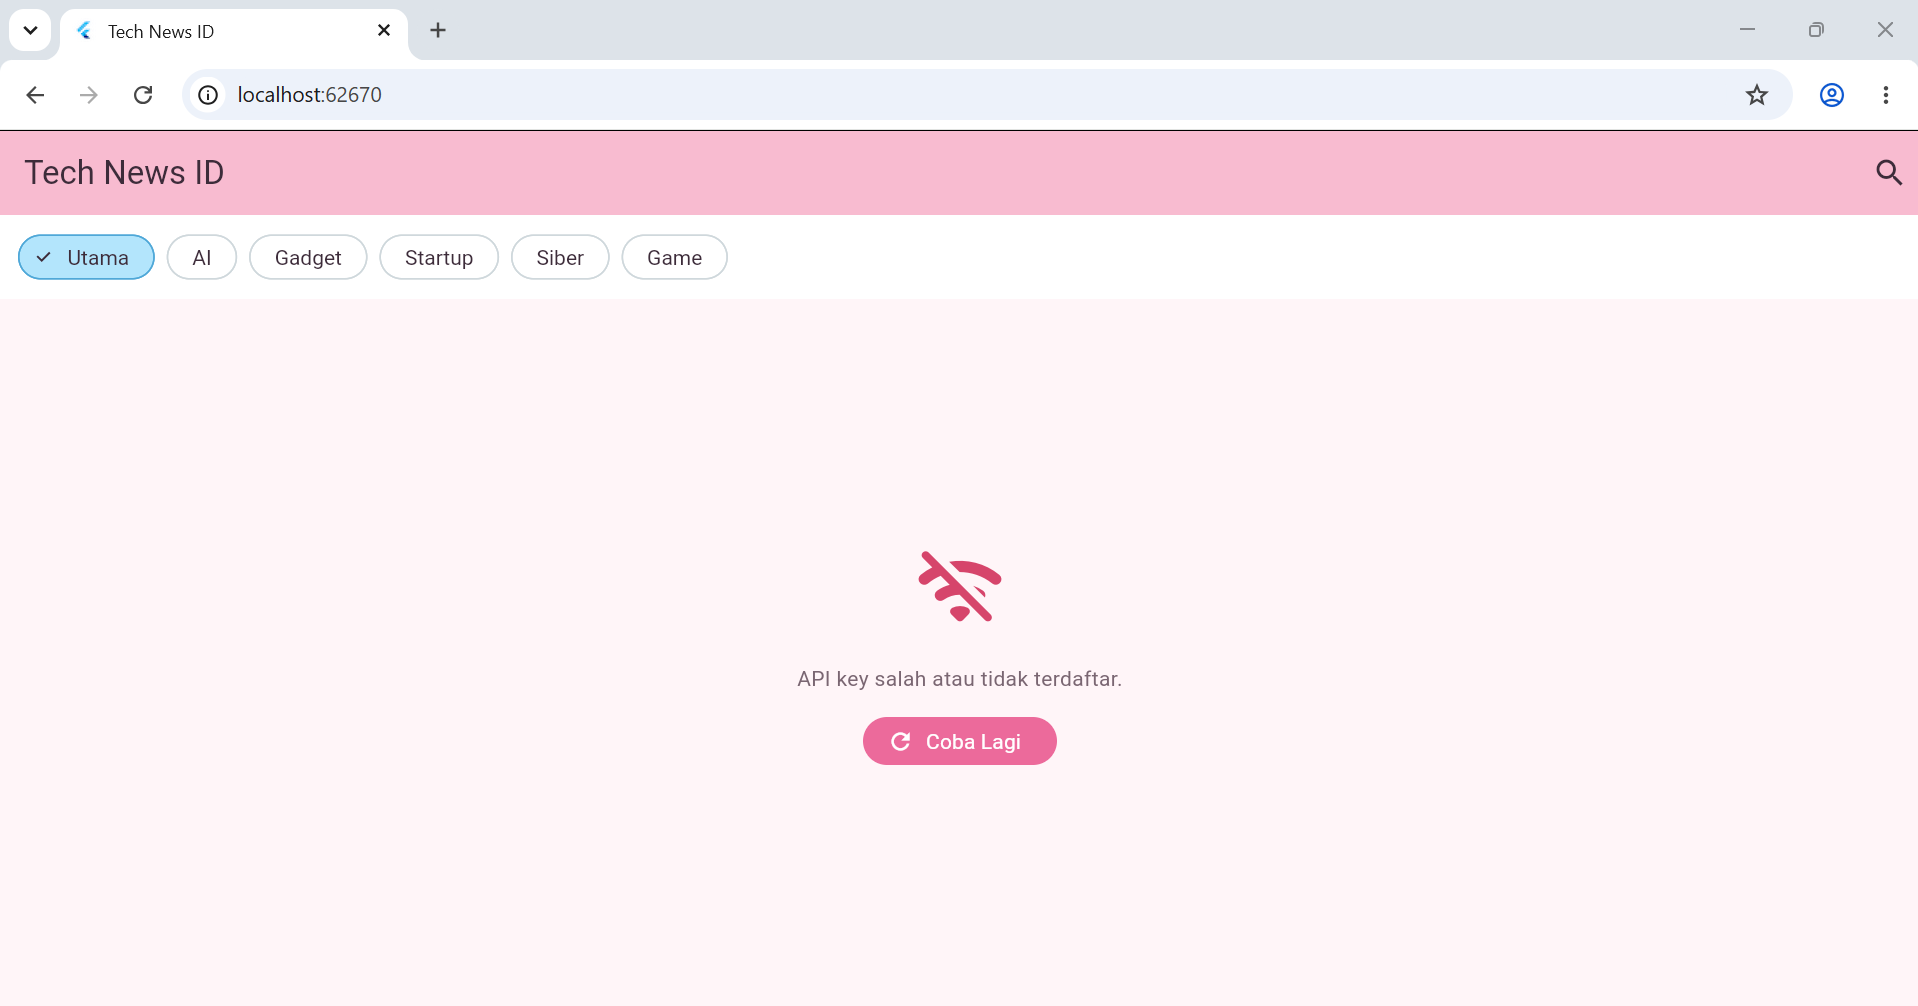 Tech News ID
localhost:62670
Tech News ID
Utama
AI
Gadget
Startup
Siber
Game
API key salah atau tidak terdaftar.
Coba Lagi